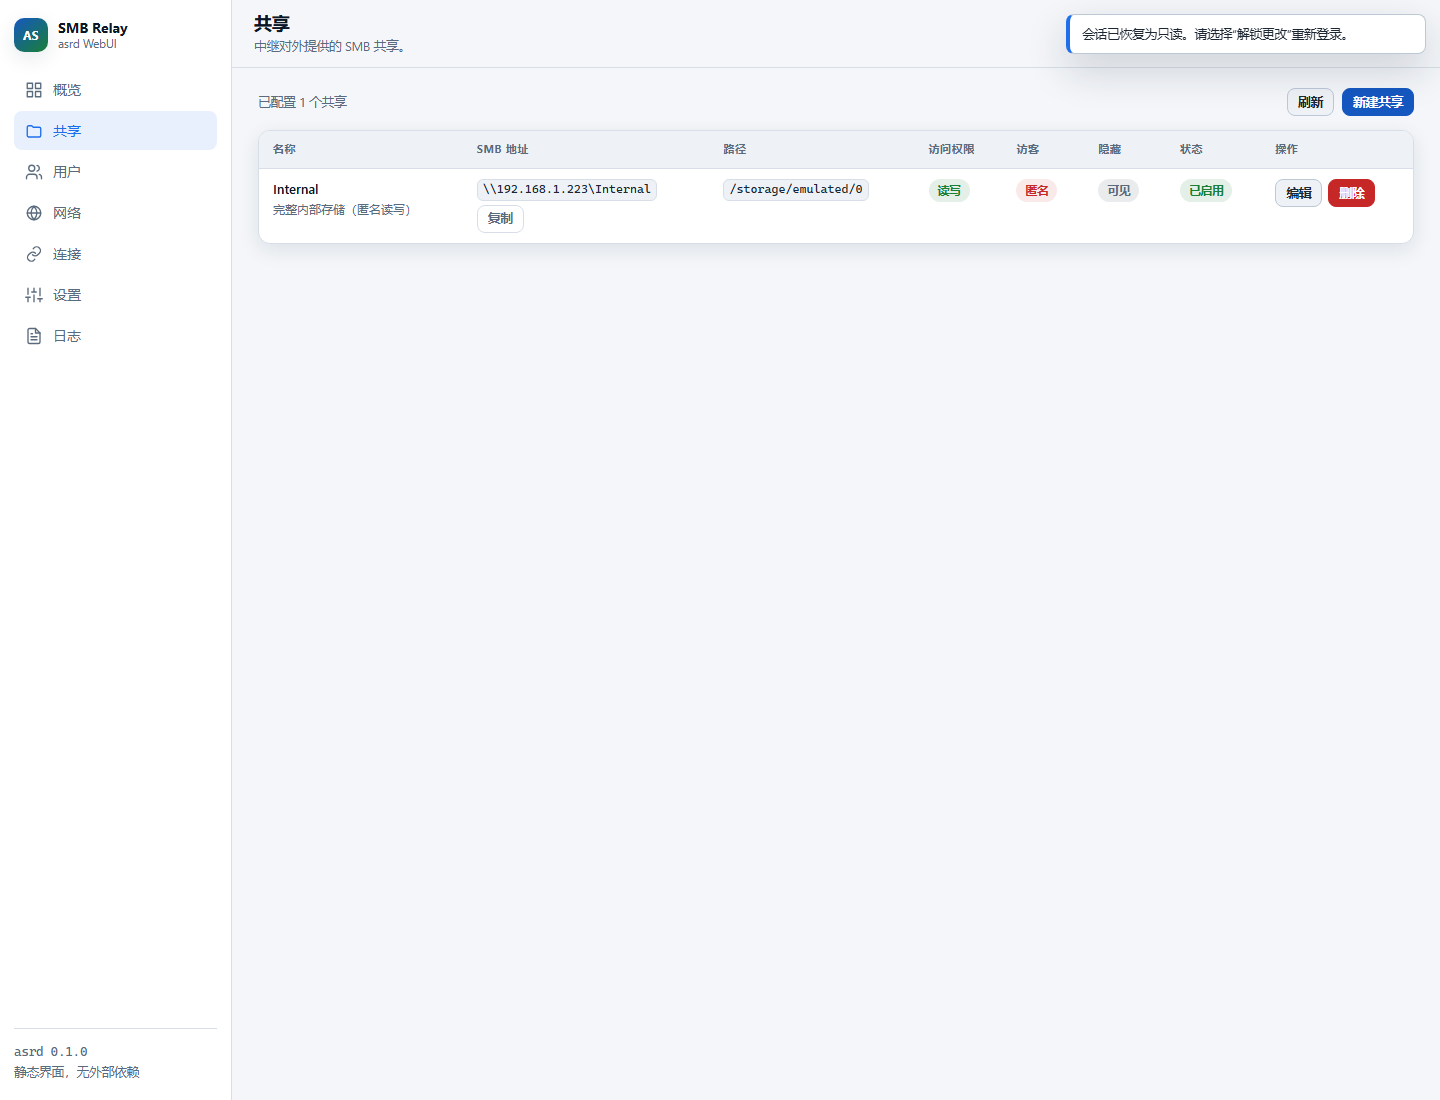 AS
SMB Relay
asrd WebUI
概览
共享
用户
网络
连接
设置
日志
asrd 0.1.0
静态界面，无外部依赖
共享
中继对外提供的 SMB 共享。
会话已恢复为只读。请选择“解锁更改”重新登录。
已配置 1 个共享
刷新
新建共享
名称 SMB 地址 路径 访问权限 访客 隐藏 状态 操作
Internal \\192.168.1.223\Internal /storage/emulated/0 读写 匿名 可见 已启用 编辑 删除
完整内部存储（匿名读写）
复制